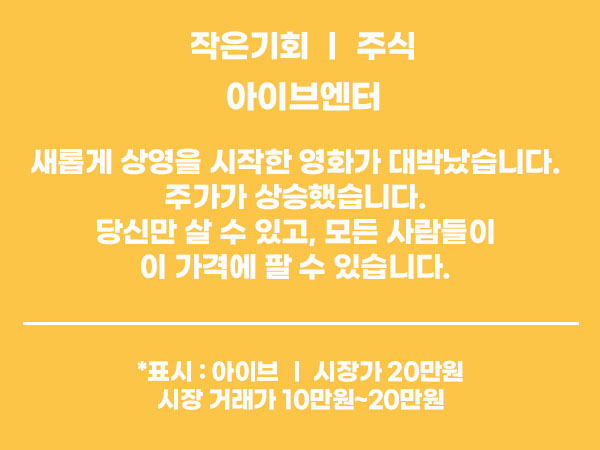 작은기회 ㅣ 주식
아이브엔터
새롭게 상영을 시작한 영화가 대박났습니다.
주가가 상승했습니다.
당신만 살 수 있고, 모든 사람들이
이 가격에 팔 수 있습니다.
*표시 : 아이브 ㅣ 시장가 20만원
시장 거래가 10만원~20만원